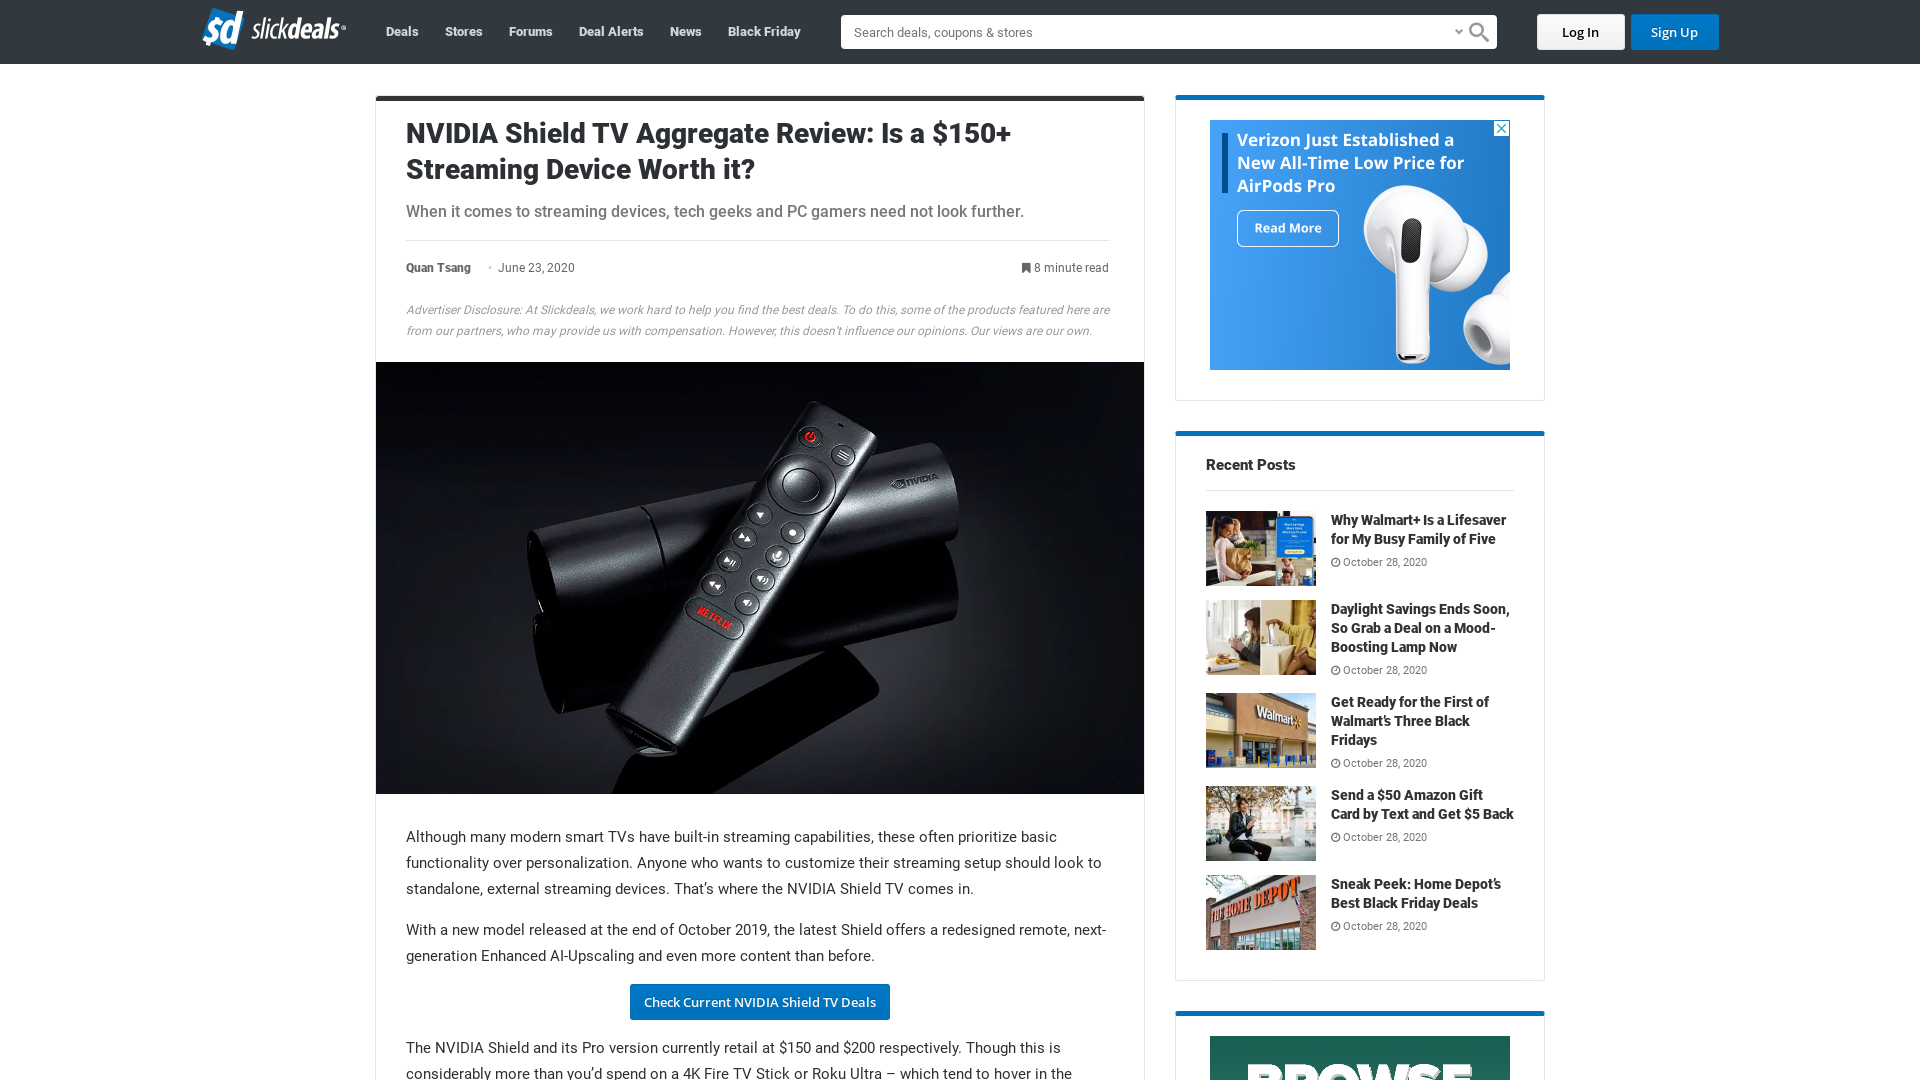 sd slickdeals
Deals
Stores
Forums
Deal Alerts
News
Black Friday
Search deals, coupons & stores
Log In
Sign Up
NVIDIA Shield TV Aggregate Review: Is a $150+
Streaming Device Worth it?
When it comes to streaming devices, tech geeks and PC gamers need not look further.
Quan Tsang • June 23, 2020
8 minute read
Advertiser Disclosure: At Slickdeals, we work hard to help you find the best deals. To do this, some of the products featured here are
from our partners, who may provide us with compensation. However, this doesn't influence our opinions. Our views are our own.
NVIDIA
NETFLIX
Although many modern smart TVs have built-in streaming capabilities, these often prioritize basic
functionality over personalization. Anyone who wants to customize their streaming setup should look to
standalone, external streaming devices. That’s where the NVIDIA Shield TV comes in.
With a new model released at the end of October 2019, the latest Shield offers a redesigned remote, next-
generation Enhanced AI-Upscaling and even more content than before.
Check Current NVIDIA Shield TV Deals
The NVIDIA Shield and its Pro version currently retail at $150 and $200 respectively. Though this is
considerably more than you’d spend on a 4K Fire TV Stick or Roku Ultra – which tend to hover in the
Verizon Just Established a
New All-Time Low Price for
AirPods Pro
Read More
Recent Posts
Why Walmart+ Is a Lifesaver
for My Busy Family of Five
October 28, 2020
Daylight Savings Ends Soon,
So Grab a Deal on a Mood-
Boosting Lamp Now
October 28, 2020
Walmart
Get Ready for the First of
Walmart’s Three Black
Fridays
October 28, 2020
Send a $50 Amazon Gift
Card by Text and Get $5 Back
October 28, 2020
THE HOME DEPOT
Sneak Peek: Home Depot’s
Best Black Friday Deals
October 28, 2020
BROWSE